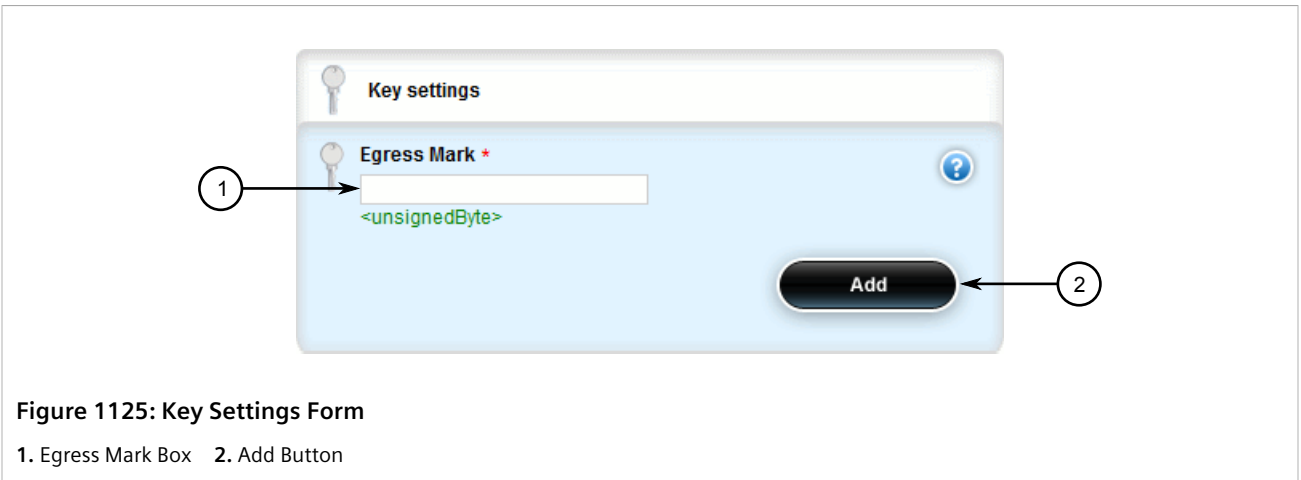 Key settings
Egress Mark *
1
<unsignedByte>
Add
2
Figure 1125: Key Settings Form
1. Egress Mark Box 2. Add Button